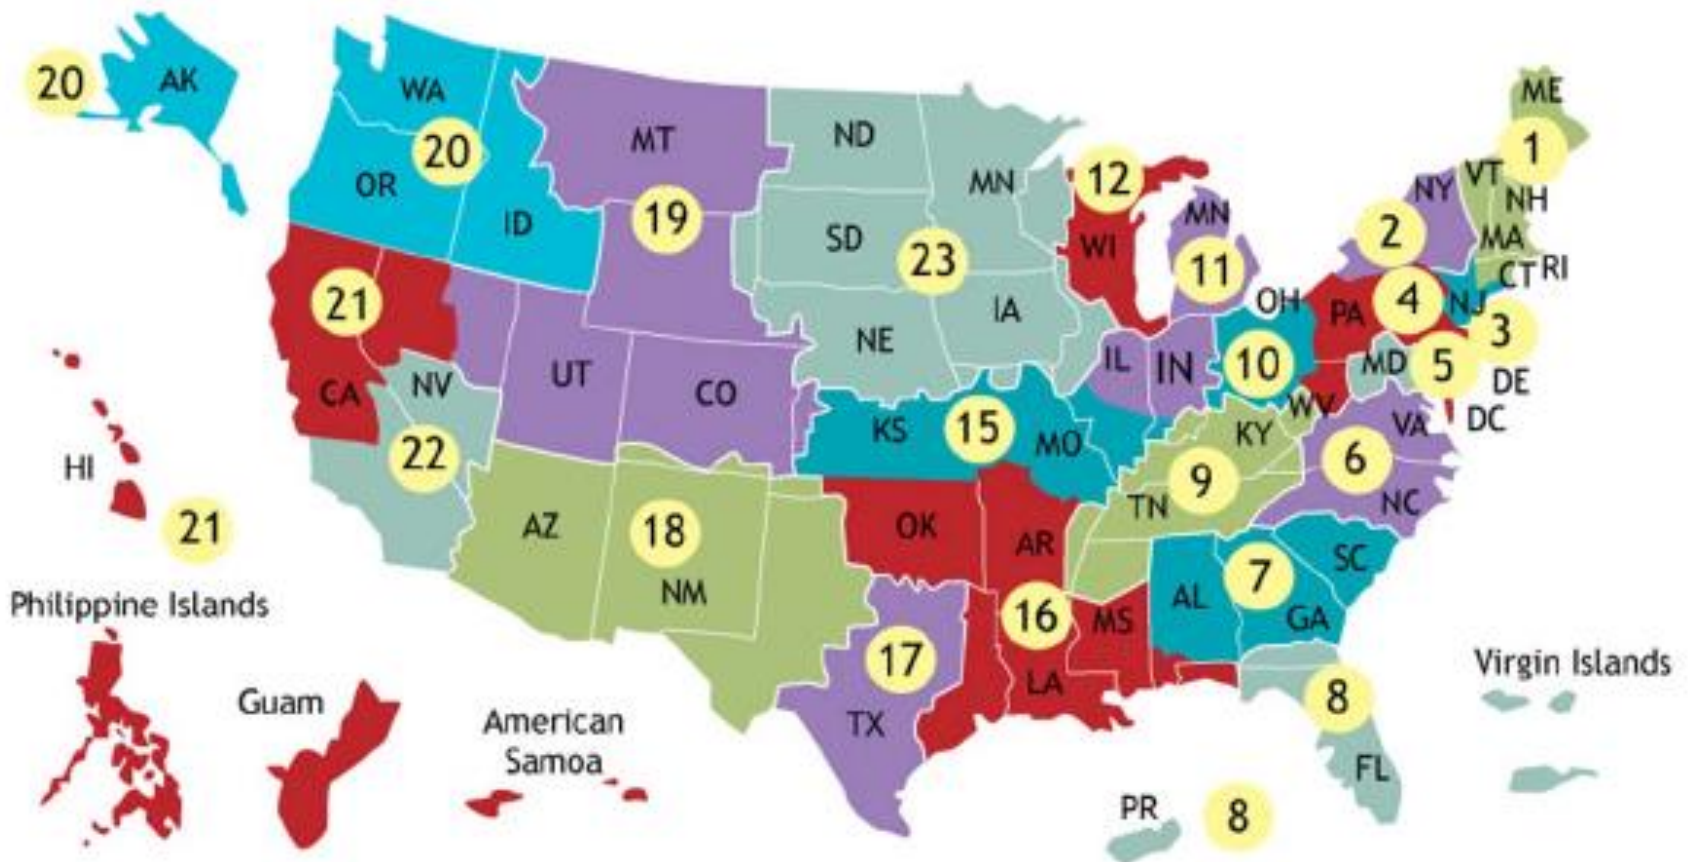 20
AK
WA
20
OR
ID
MT
19
ND
MN
SD
23
NE
IA
12
WI
MN
11
ME
1
VT
NH
NY
2
MA
CT
RI
OH
PA
4
NJ
3
10
MD
5
DE
DC
WV
VA
21
CA
NV
22
UT
CO
KS
15
MO
IL
IN
KY
9
TN
6
NC
HI
21
AZ
18
NM
OK
AR
16
MS
LA
AL
7
GA
SC
17
TX
8
FL
Philippine Islands
Guam
American
Samoa
PR
8
Virgin Islands